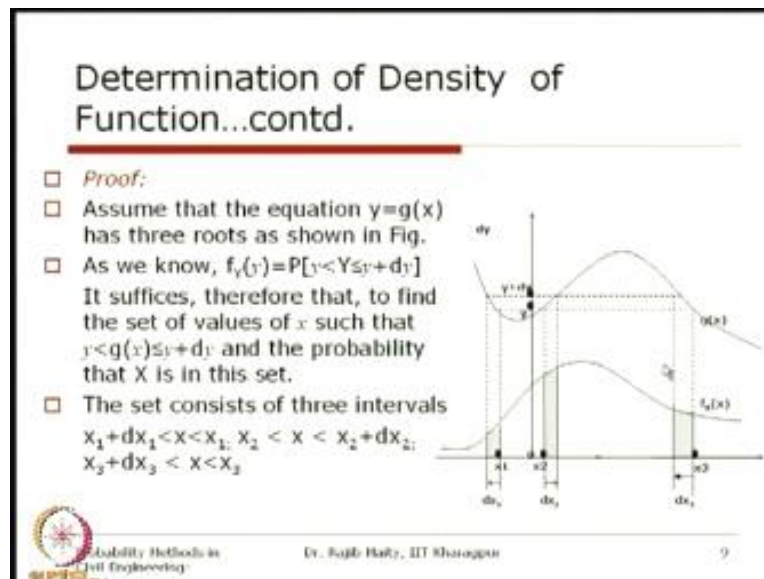 Determination of Density of
Function...contd.
Proof:
Assume that the equation y=g(x)
has three roots as shown in Fig.
As we know, fᵧ(y)=P[y<Y≤y+dy]
It suffices, therefore that, to find
the set of values of x such that
y<g(x)≤y+dy and the probability
that X is in this set.
The set consists of three intervals
x₁+dx₁<x<x₁; x₂ < x < x₂+dx₂;
x₃+dx₃ < x<x₃
dy
y+dy
y
g(x)
fₓ(x)
x1
x2
x3
dx₁
dx₂
dx₃
Probability Methods in
Civil Engineering
Dr. Rajib Maity, IIT Kharagpur
9